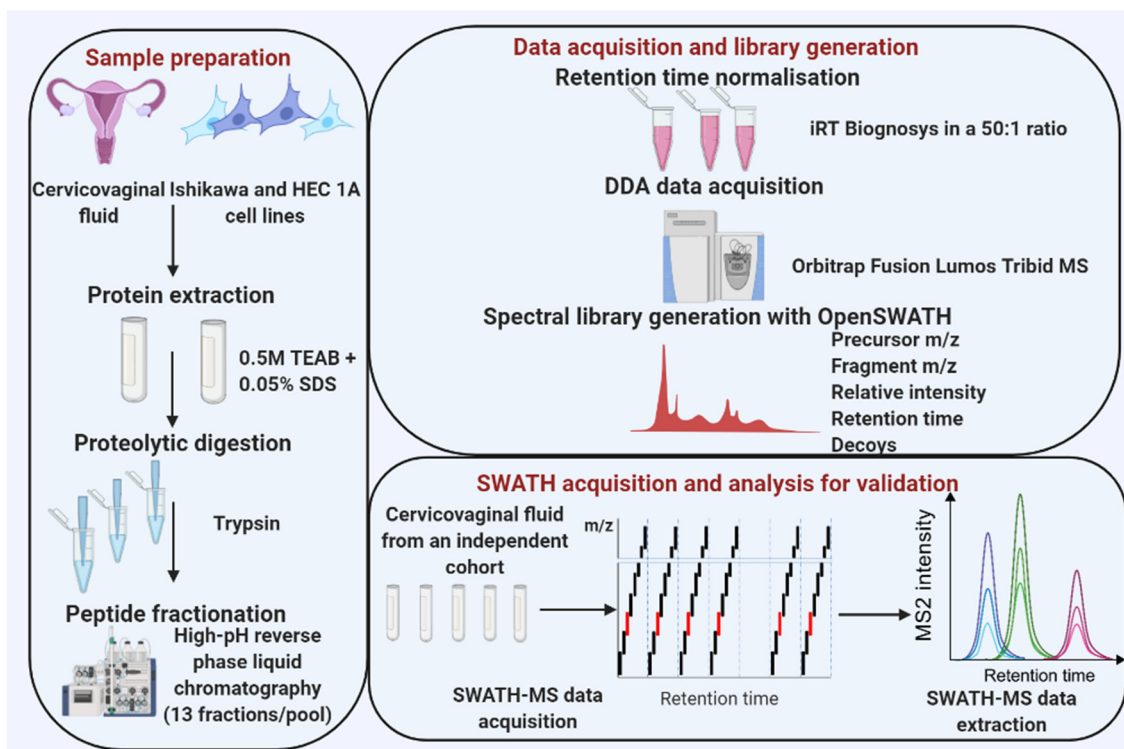 Sample preparation
Cervicovaginal
fluid
Ishikawa and HEC 1A
cell lines
Protein extraction
0.5M TEAB +
0.05% SDS
Proteolytic digestion
Trypsin
Peptide fractionation
High-pH reverse
phase liquid
chromatography
(13 fractions/pool)
Data acquisition and library generation
Retention time normalisation
iRT Biognosys in a 50:1 ratio
DDA data acquisition
Orbitrap Fusion Lumos Tribid MS
Spectral library generation with OpenSWATH
Precursor m/z
Fragment m/z
Relative intensity
Retention time
Decoys
SWATH acquisition and analysis for validation
Cervicovaginal fluid
from an independent
cohort
m/z
Retention time
SWATH-MS data
acquisition
MS2 intensity
Retention time
SWATH-MS data
extraction